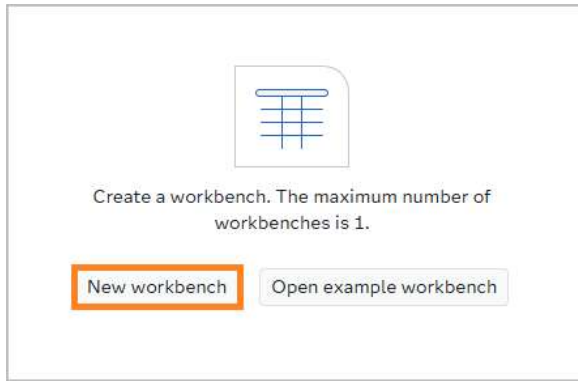 Create a workbench. The maximum number of
workbenches is 1.
New workbench
Open example workbench